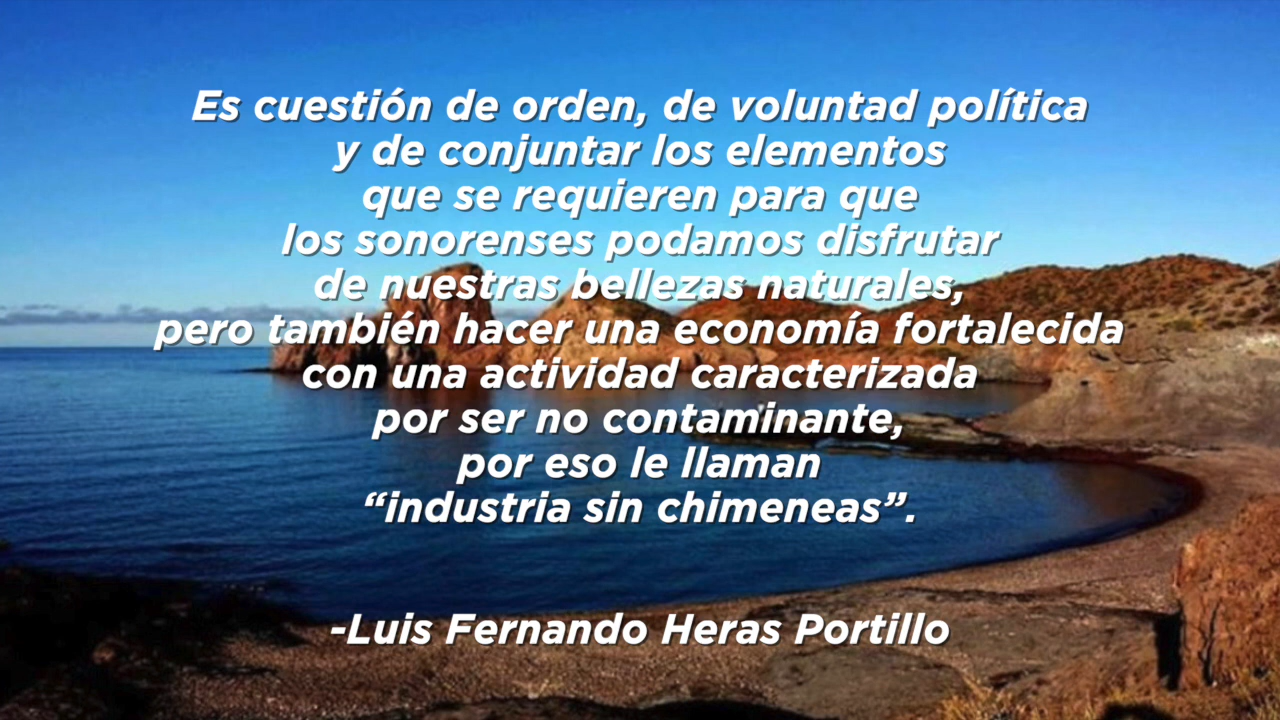 Es cuestión de orden, de voluntad política
y de conjuntar los elementos
que se requieren para que
los sonorenses podamos disfrutar
de nuestras bellezas naturales,
pero también hacer una economía fortalecida
con una actividad caracterizada
por ser no contaminante,
por eso le llaman
“industria sin chimeneas”.
-Luis Fernando Heras Portillo